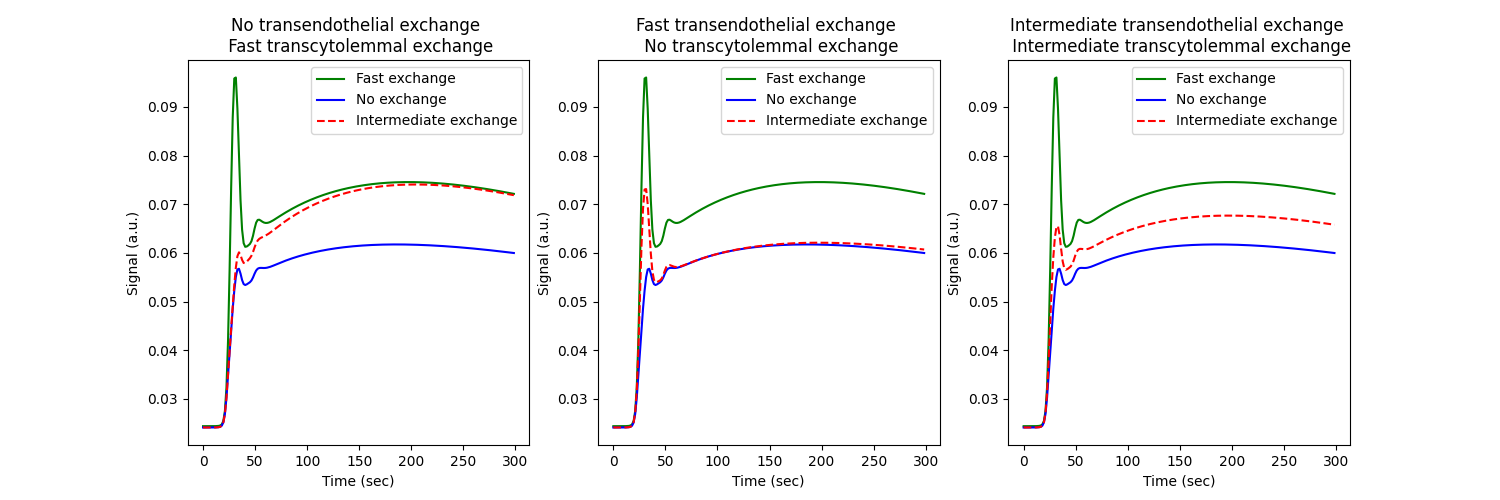 No transendothelial exchange
Fast transcytolemmal exchange
Fast exchange
No exchange
Intermediate exchange
Signal (a.u.)
0.09
0.08
0.07
0.06
0.05
0.04
0.03
0 50 100 150 200 250 300
Time (sec)
Fast transendothelial exchange
No transcytolemmal exchange
Fast exchange
No exchange
Intermediate exchange
Signal (a.u.)
0.09
0.08
0.07
0.06
0.05
0.04
0.03
0 50 100 150 200 250 300
Time (sec)
Intermediate transendothelial exchange
Intermediate transcytolemmal exchange
Fast exchange
No exchange
Intermediate exchange
Signal (a.u.)
0.09
0.08
0.07
0.06
0.05
0.04
0.03
0 50 100 150 200 250 300
Time (sec)